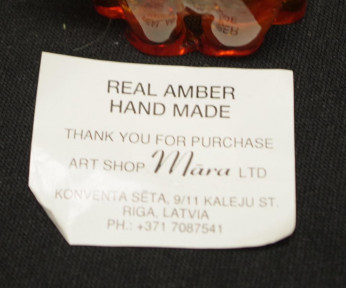 REAL AMBER
HAND MADE
THANK YOU FOR PURCHASE
ART SHOP Māra LTD
KONVENTA SĒTA, 9/11 KALEJU ST.
RIGA, LATVIA
PH.: +371 7087541